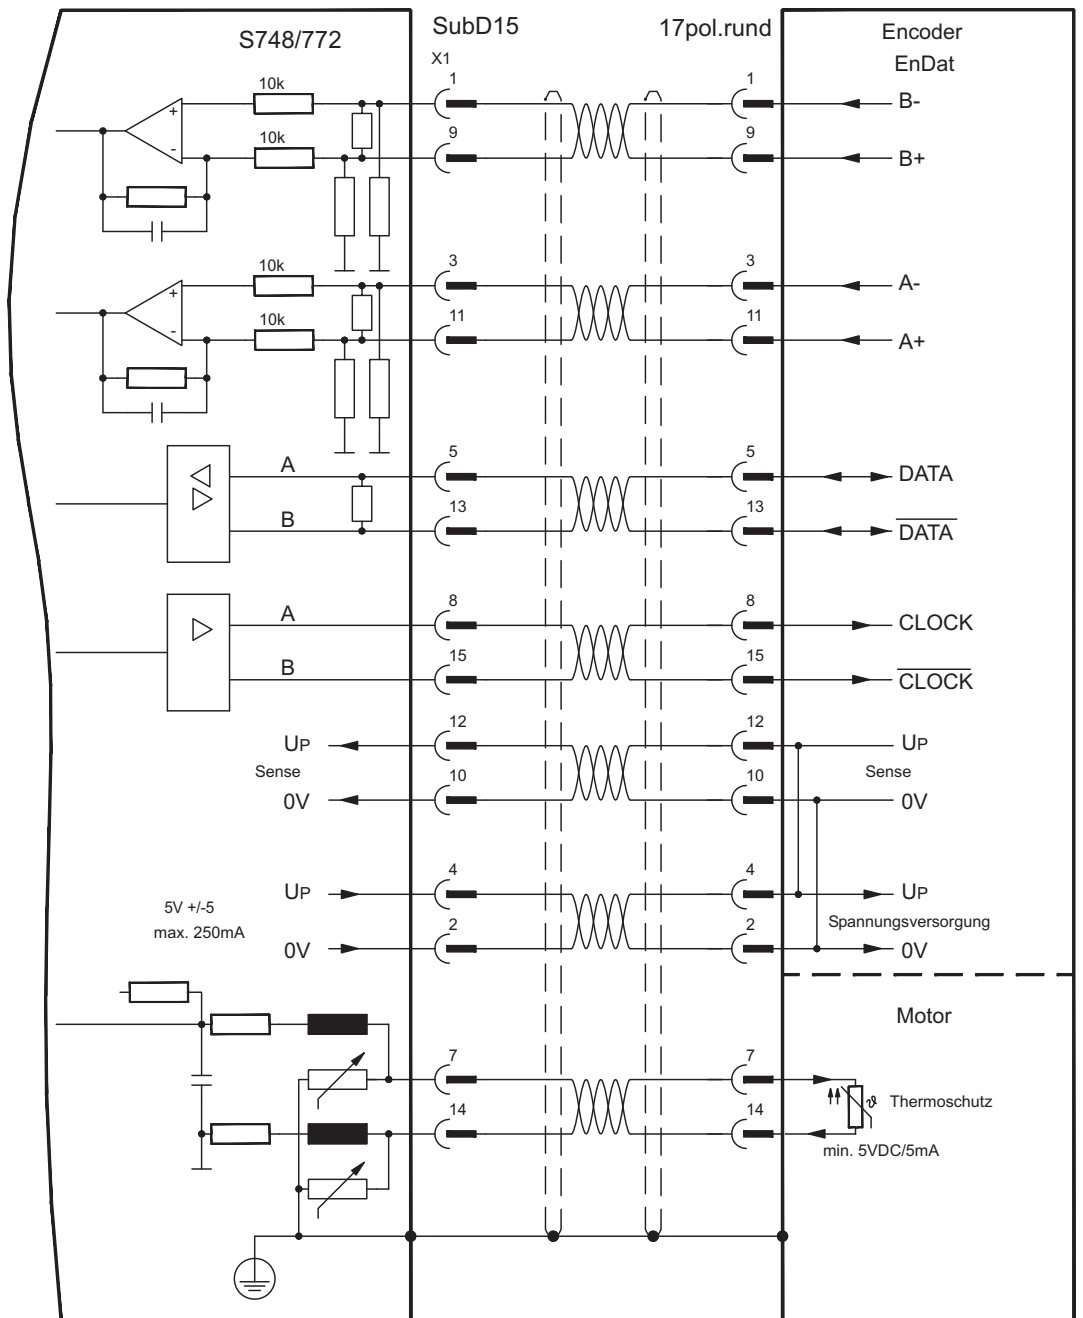 S748/772
SubD15
17pol.rund
Encoder
EnDat
X1
10k
1
1
B-
+
-
10k
9
9
B+
10k
3
3
A-
+
-
10k
11
11
A+
A
5
5
DATA
B
13
13
DATA
A
8
8
CLOCK
B
15
15
CLOCK
UP
12
12
UP
Sense
Sense
0V
10
10
0V
UP
4
4
UP
5V +/-5
max. 250mA
Spannungsversorgung
0V
2
2
0V
Motor
7
7
ϑ
Thermoschutz
14
14
min. 5VDC/5mA